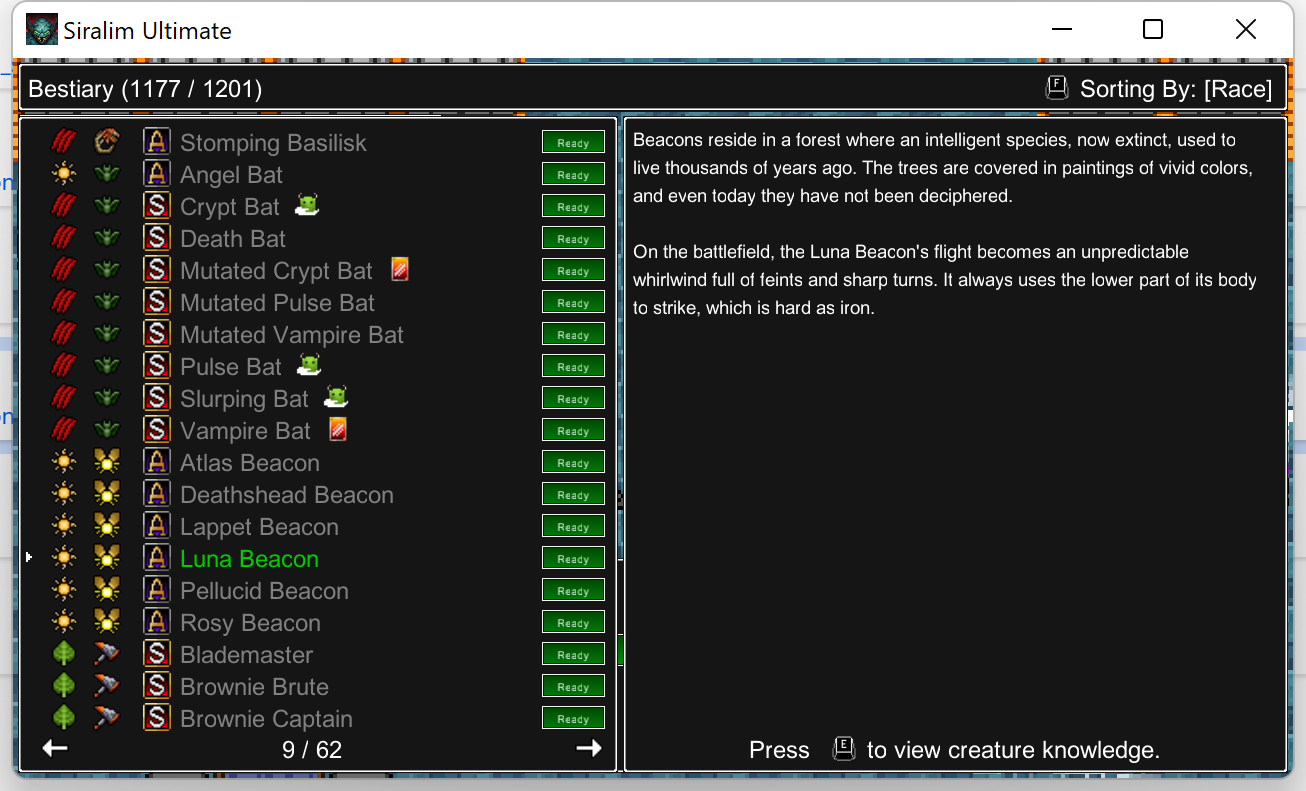 Siralim Ultimate
Bestiary (1177 / 1201)
F Sorting By: [Race]
A Stomping Basilisk Ready
A Angel Bat Ready
S Crypt Bat Ready
S Death Bat Ready
S Mutated Crypt Bat Ready
S Mutated Pulse Bat Ready
S Mutated Vampire Bat Ready
S Pulse Bat Ready
S Slurping Bat Ready
S Vampire Bat Ready
A Atlas Beacon Ready
A Deathshead Beacon Ready
A Lappet Beacon Ready
A Luna Beacon Ready
A Pellucid Beacon Ready
A Rosy Beacon Ready
S Blademaster Ready
S Brownie Brute Ready
S Brownie Captain Ready
9 / 62
Beacons reside in a forest where an intelligent species, now extinct, used to
live thousands of years ago. The trees are covered in paintings of vivid colors,
and even today they have not been deciphered.
On the battlefield, the Luna Beacon's flight becomes an unpredictable
whirlwind full of feints and sharp turns. It always uses the lower part of its body
to strike, which is hard as iron.
Press E to view creature knowledge.